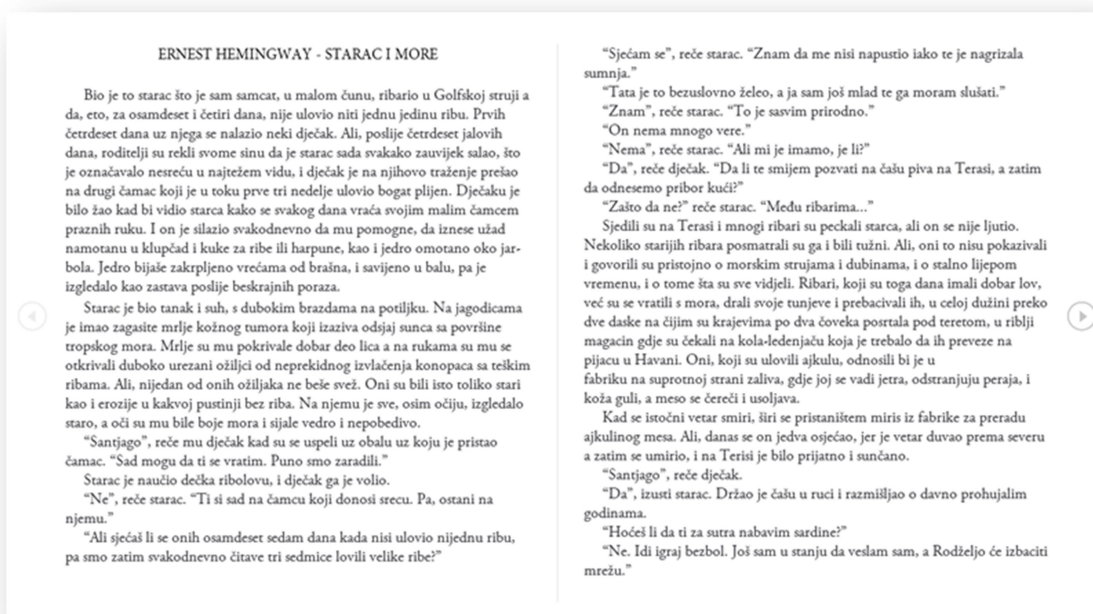 ERNEST HEMINGWAY - STARAC I MORE
Bio je to starac što je sam samcat, u malom čunu, ribario u Golfskoj struji a
da, eto, za osamdeset i četiri dana, nije ulovio niti jednu jedinu ribu. Prvih
četrdeset dana uz njega se nalazio neki dječak. Ali, poslije četrdeset jalovih
dana, roditelji su rekli svome sinu da je starac sada svakako zauvijek salao, što
je označavalo nesreću u najtežem vidu, i dječak je na njihovo traženje prešao
na drugi čamac koji je u toku prve tri nedelje ulovio bogat plijen. Dječaku je
bilo žao kad bi vidio starca kako se svakog dana vraća svojim malim čamcem
praznih ruku. I on je silazio svakodnevno da mu pomogne, da iznese užad
namotanu u klupčad i kuke za ribe ili harpune, kao i jedro omotano oko jar-
bola. Jedro bijaše zakrpljeno vrećama od brašna, i savijeno u balu, pa je
izgledalo kao zastava poslije beskrajnih poraza.
Starac je bio tanak i suh, s dubokim brazdama na potiljku. Na jagodicama
je imao zagasite mrlje kožnog tumora koji izaziva odsjaj sunca sa površine
tropskog mora. Mrlje su mu pokrivale dobar deo lica a na rukama su mu se
otkrivali duboko urezani ožiljci od neprekidnog izvlačenja konopaca sa teškim
ribama. Ali, nijedan od onih ožiljaka ne beše svež. Oni su bili isto toliko stari
kao i erozije u kakvoj pustinji bez riba. Na njemu je sve, osim očiju, izgledalo
staro, a oči su mu bile boje mora i sijale vedro i nepobedivo.
“Santjago”, reče mu dječak kad su se uspeli uz obalu uz koju je pristao
čamac. “Sad mogu da ti se vratim. Puno smo zaradili.”
Starac je naučio dečka ribolovu, i dječak ga je volio.
“Ne”, reče starac. “Ti si sad na čamcu koji donosi srecu. Pa, ostani na
njemu.”
“Ali sjećaš li se onih osamdeset sedam dana kada nisi ulovio nijednu ribu,
pa smo zatim svakodnevno čitave tri sedmice lovili velike ribe?”
“Sjećam se”, reče starac. “Znam da me nisi napustio iako te je nagrizala
sumnja.”
“Tata je to bezuslovno želeo, a ja sam još mlad te ga moram slušati.”
“Znam”, reče starac. “To je sasvim prirodno.”
“On nema mnogo vere.”
“Nema”, reče starac. “Ali mi je imamo, je li?”
“Da”, reče dječak. “Da li te smijem pozvati na čašu piva na Terasi, a zatim
da odnesemo pribor kući?”
“Zašto da ne?” reče starac. “Među ribarima...”
Sjedili su na Terasi i mnogi ribari su peckali starca, ali on se nije ljutio.
Nekoliko starijih ribara posmatrali su ga i bili tužni. Ali, oni to nisu pokazivali
i govorili su pristojno o morskim strujama i dubinama, i o stalno lijepom
vremenu, i o tome šta su sve vidjeli. Ribari, koji su toga dana imali dobar lov,
već su se vratili s mora, drali svoje tunjeve i prebacivali ih, u celoj dužini preko
dve daske na čijim su krajevima po dva čoveka posrtala pod teretom, u riblji
magacin gdje su čekali na kola-ledenjaču koja je trebalo da ih preveze na
pijacu u Havani. Oni, koji su ulovili ajkulu, odnosili bi je u
fabriku na suprotnoj strani zaliva, gdje joj se vadi jetra, odstranjuju peraja, i
koža guli, a meso se čereči i usoljava.
Kad se istočni vetar smiri, širi se pristaništem miris iz fabrike za preradu
ajkulinog mesa. Ali, danas se on jedva osjećao, jer je vetar duvao prema severu
a zatim se umirio, i na Terisi je bilo prijatno i sunčano.
“Santjago”, reče dječak.
“Da”, izusti starac. Držao je čašu u ruci i razmišljao o davno prohujalim
godinama.
“Hoćeš li da ti za sutra nabavim sardine?”
“Ne. Idi igraj bezbol. Još sam u stanju da veslam sam, a Rodželjo će izbaciti
mrežu.”